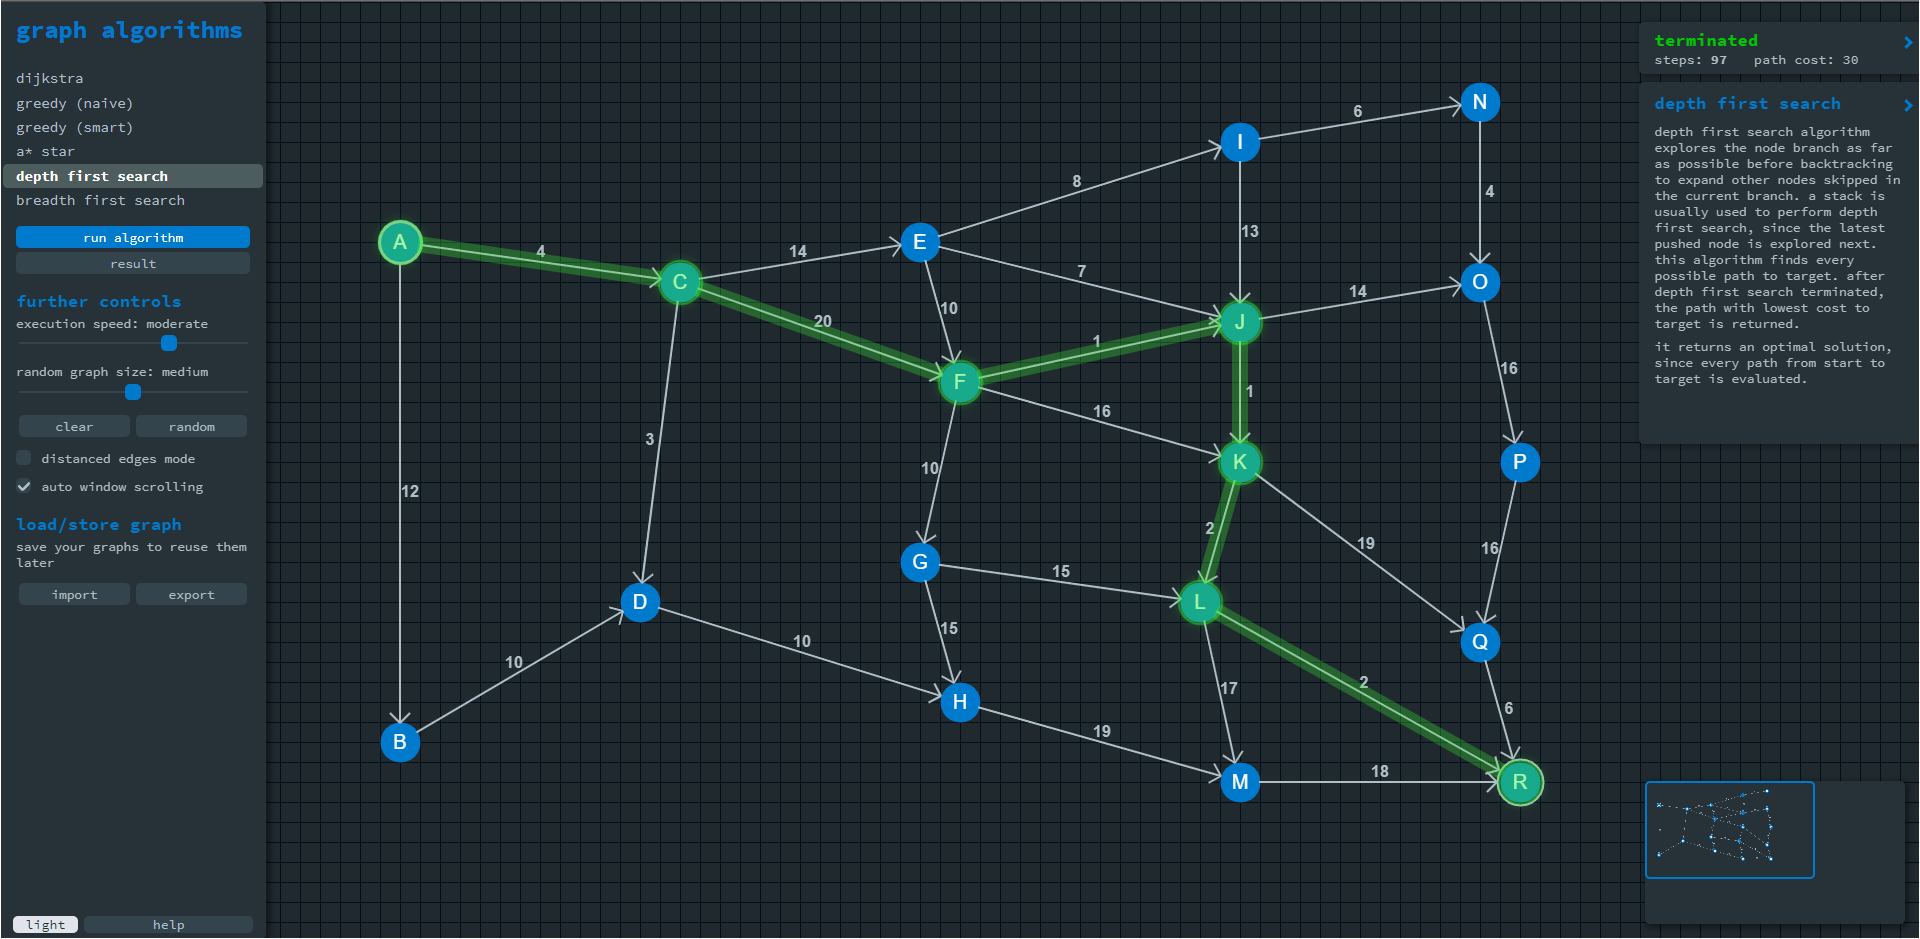 graph algorithms
dijkstra
greedy (naive)
greedy (smart)
a* star
depth first search
breadth first search
run algorithm
result
further controls
execution speed: moderate
random graph size: medium
clear
random
distanced edges mode
auto window scrolling
load/store graph
save your graphs to reuse them
later
import
export
light
help
N
6
I
8
4
A
4
14
E
13
7
C
10
20
14
O
J
1
F
16
1
16
3
K
P
10
2
12
19
16
G
15
D
L
15
10
Q
10
17
2
H
6
19
B
18
M
R
terminated
steps: 97 path cost: 30
depth first search
depth first search algorithm
explores the node branch as far
as possible before backtracking
to expand other nodes skipped in
the current branch. a stack is
usually used to perform depth
first search, since the latest
pushed node is explored next.
this algorithm finds every
possible path to target. after
depth first search terminated,
the path with lowest cost to
target is returned.
it returns an optimal solution,
since every path from start to
target is evaluated.